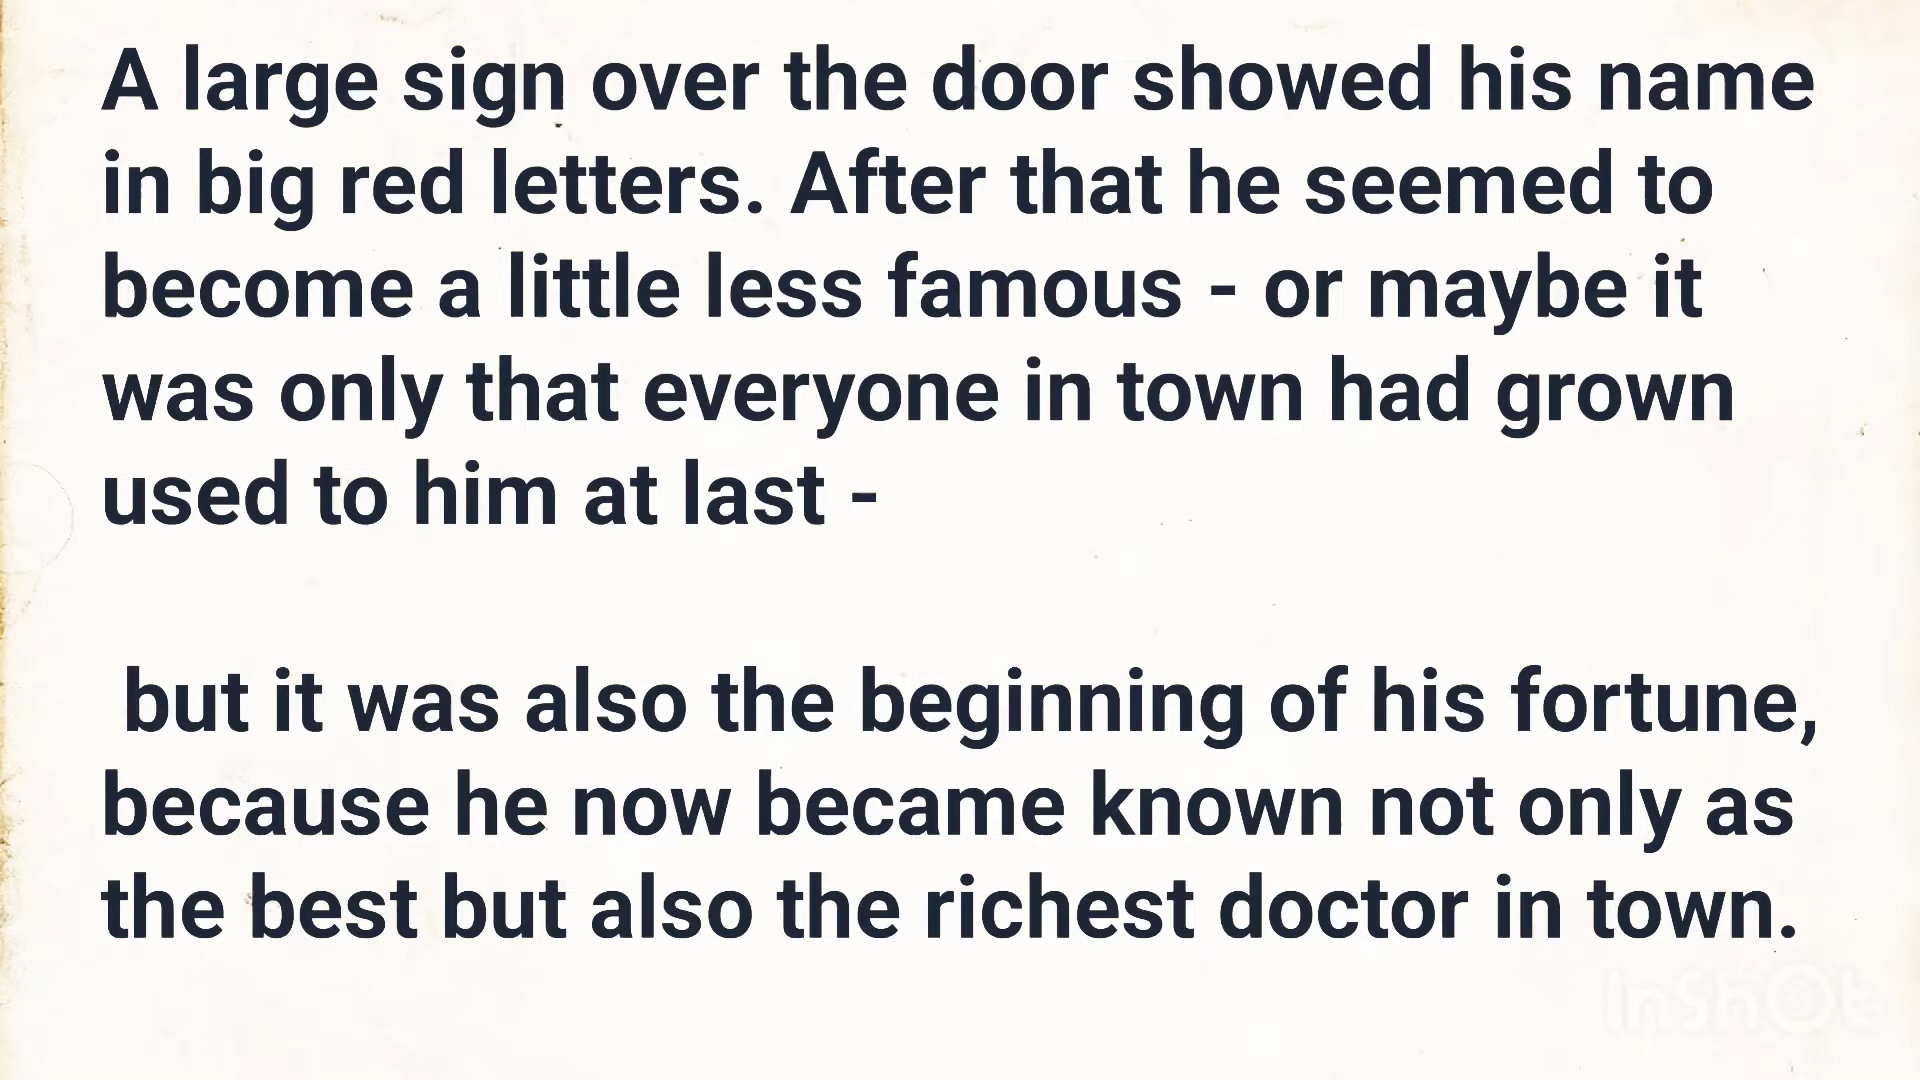 A large sign over the door showed his name
in big red letters. After that he seemed to
become a little less famous - or maybe it
was only that everyone in town had grown
used to him at last -
but it was also the beginning of his fortune,
because he now became known not only as
the best but also the richest doctor in town.
InShOt